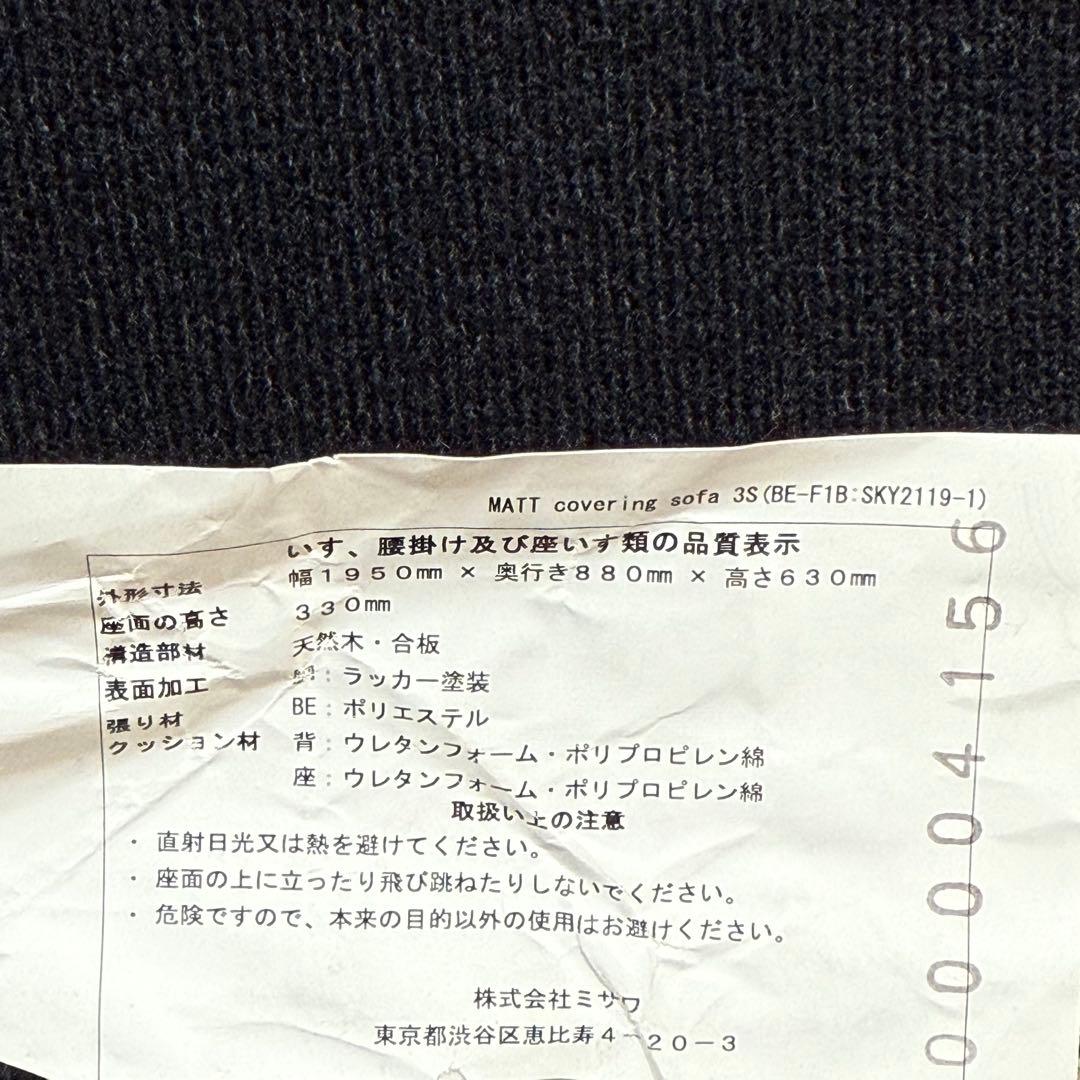 MATT covering sofa 3S(BE-F1B:SKY2119-1)
いす、腰掛け及び座いす類の品質表示
外形寸法 幅1950mm × 奥行き880mm × 高さ630mm
座面の高さ 330mm
構造部材 天然木・合板
表面加工 脚:ラッカー塗装
張り材 BE:ポリエステル
クッション材 背:ウレタンフォーム・ポリプロピレン綿
座:ウレタンフォーム・ポリプロピレン綿
取扱い上の注意
・ 直射日光又は熱を避けてください。
・ 座面の上に立ったり飛び跳ねたりしないでください。
・ 危険ですので、本来の目的以外の使用はお避けください。
株式会社ミサワ
東京都渋谷区恵比寿4-20-3
00004156